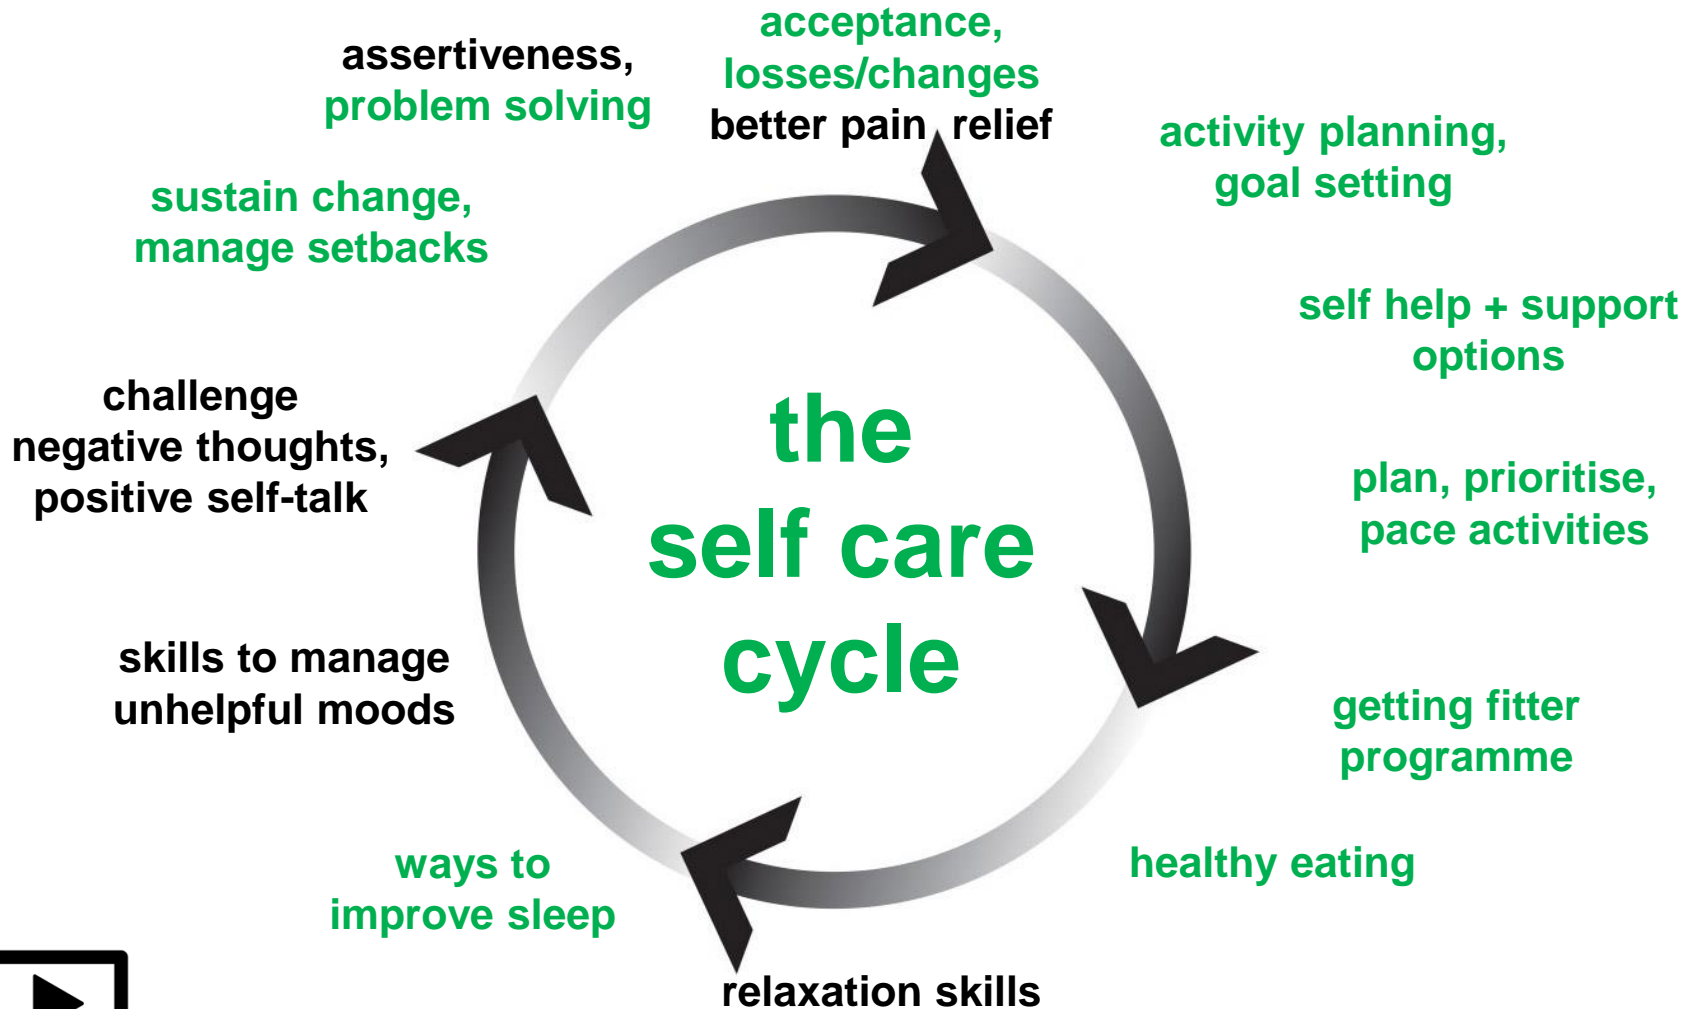 acceptance,
losses/changes
better pain relief
activity planning,
goal setting
self help + support
options
plan, prioritise,
pace activities
getting fitter
programme
healthy eating
relaxation skills
ways to
improve sleep
skills to manage
unhelpful moods
challenge
negative thoughts,
positive self-talk
sustain change,
manage setbacks
assertiveness,
problem solving
the
self care
cycle